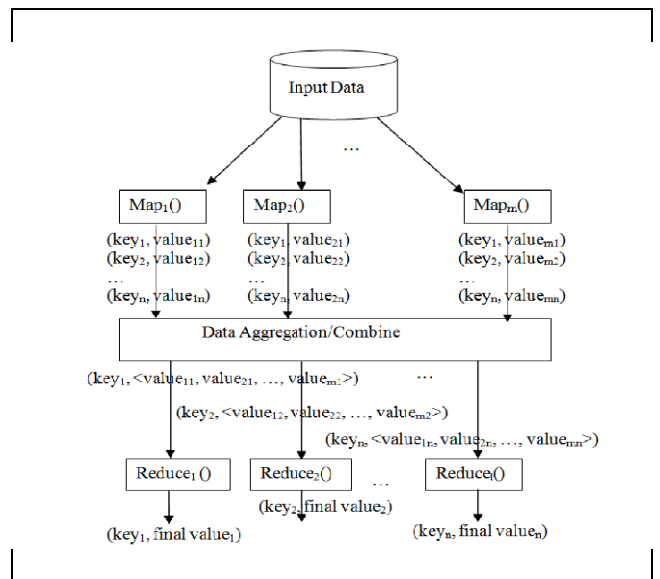 Input Data
...
Map₁() Map₂() Mapₘ()
(key₁, value₁₁) (key₁, value₂₁) (key₁, valueₘ₁)
(key₂, value₁₂) (key₂, value₂₂) (key₂, valueₘ₂)
... ... ...
(keyₙ, value₁ₙ) (keyₙ, value₂ₙ) (keyₙ, valueₘₙ)
Data Aggregation/Combine
(key₁, <value₁₁, value₂₁, ..., valueₘ₁>) ...
(key₂, <value₁₂, value₂₂, ..., valueₘ₂>)
(keyₙ, <value₁ₙ, value₂ₙ, ..., valueₘₙ>)
Reduce₁() Reduce₂() ... Reduceₗ()
(key₁, final value₁) (key₂, final value₂) (keyₙ, final valueₙ)